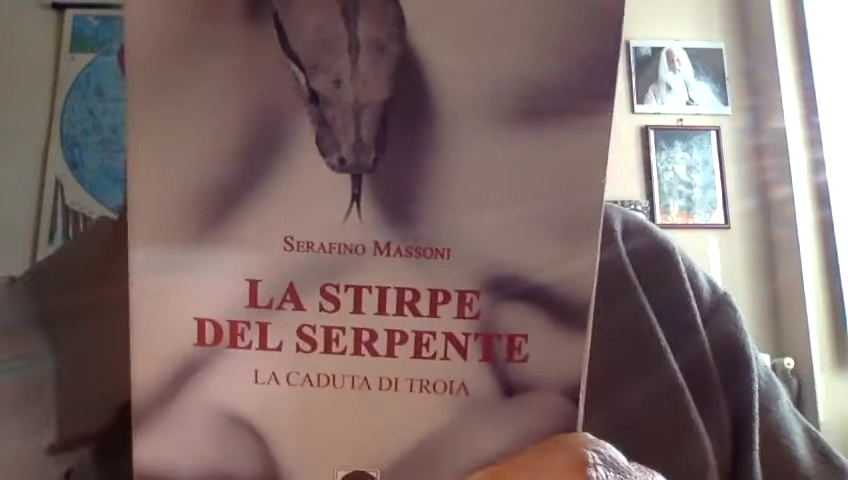 SERAFINO MASSONI
LA STIRPE
DEL SERPENTE
LA CADUTA DI TROIA